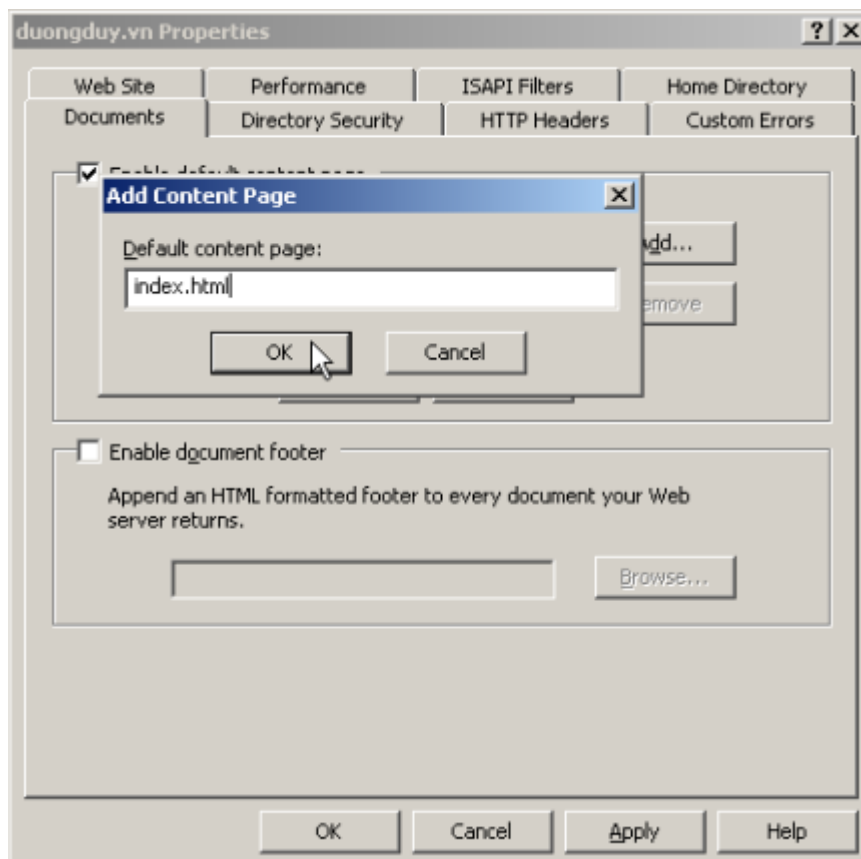 duongduy.vn Properties
Web Site Performance ISAPI Filters Home Directory
Documents Directory Security HTTP Headers Custom Errors
Add Content Page
Default content page:
index.html
OK Cancel
Enable document footer
Append an HTML formatted footer to every document your Web
server returns.
Browse...
OK Cancel Apply Help